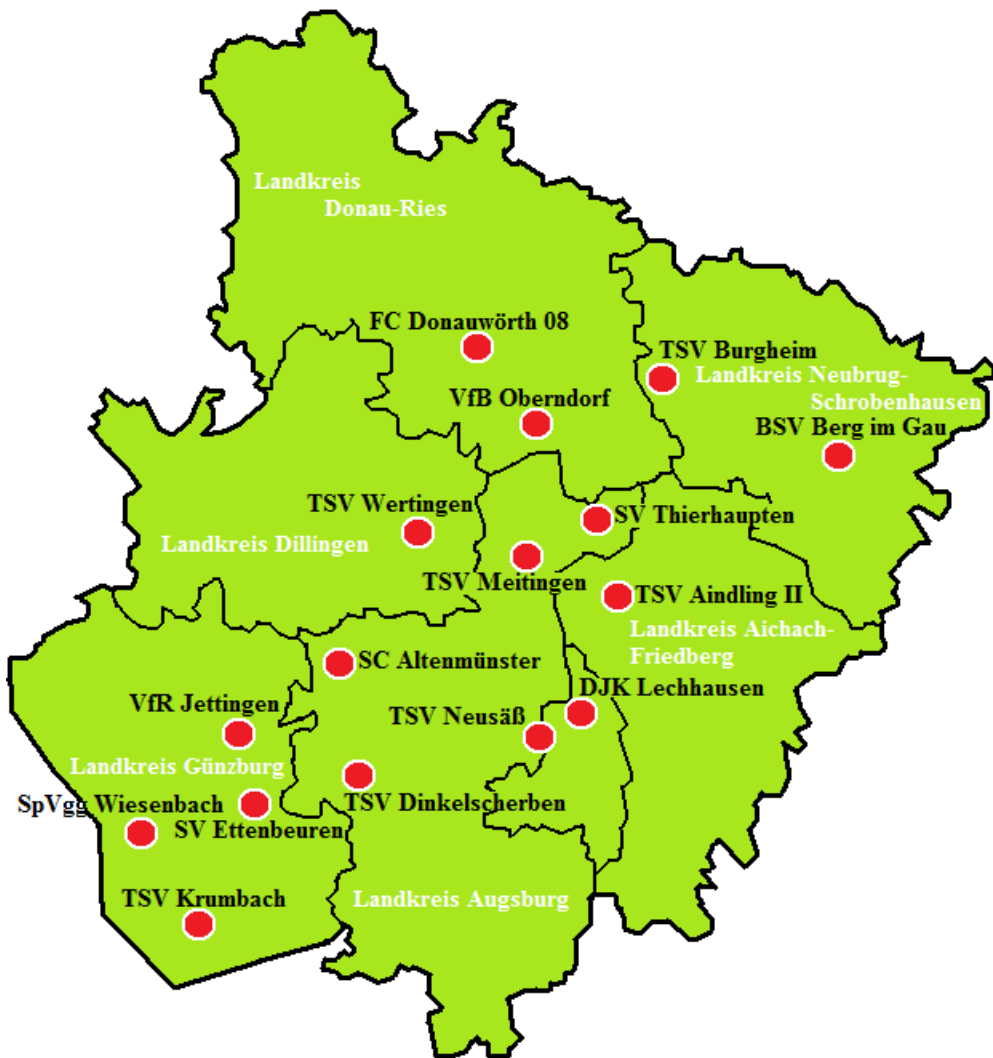 Landkreis
Donau-Ries
FC Donauwörth 08
TSV Burgheim
Landkreis Neubrug-
Schrobenhausen
VfB Oberndorf
BSV Berg im Gau
TSV Wertingen
SV Thierhaupten
Landkreis Dillingen
TSV Meitingen
TSV Aindling II
Landkreis Aichach-
Friedberg
SC Altenmünster
DJK Lechhausen
VfR Jettingen
TSV Neusäß
Landkreis Günzburg
SpVgg Wiesenbach
TSV Dinkelscherben
SV Ettenbeuren
TSV Krumbach
Landkreis Augsburg